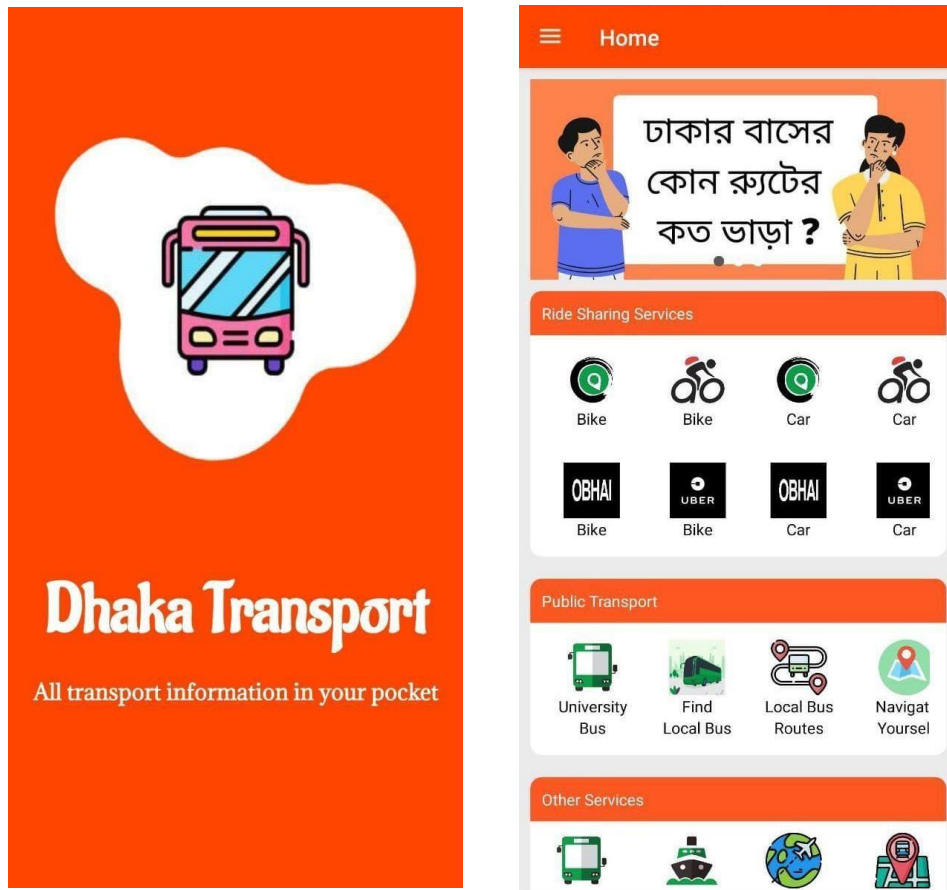 Dhaka Transport
All transport information in your pocket
Home
ঢাকার বাসের
কোন রুটের
কত ভাড়া ?
Ride Sharing Services
Bike
Bike
Car
Car
OBHAI
UBER
OBHAI
UBER
Bike
Bike
Car
Car
Public Transport
University
Bus
Find
Local Bus
Local Bus
Routes
Navigat
Yoursel
Other Services